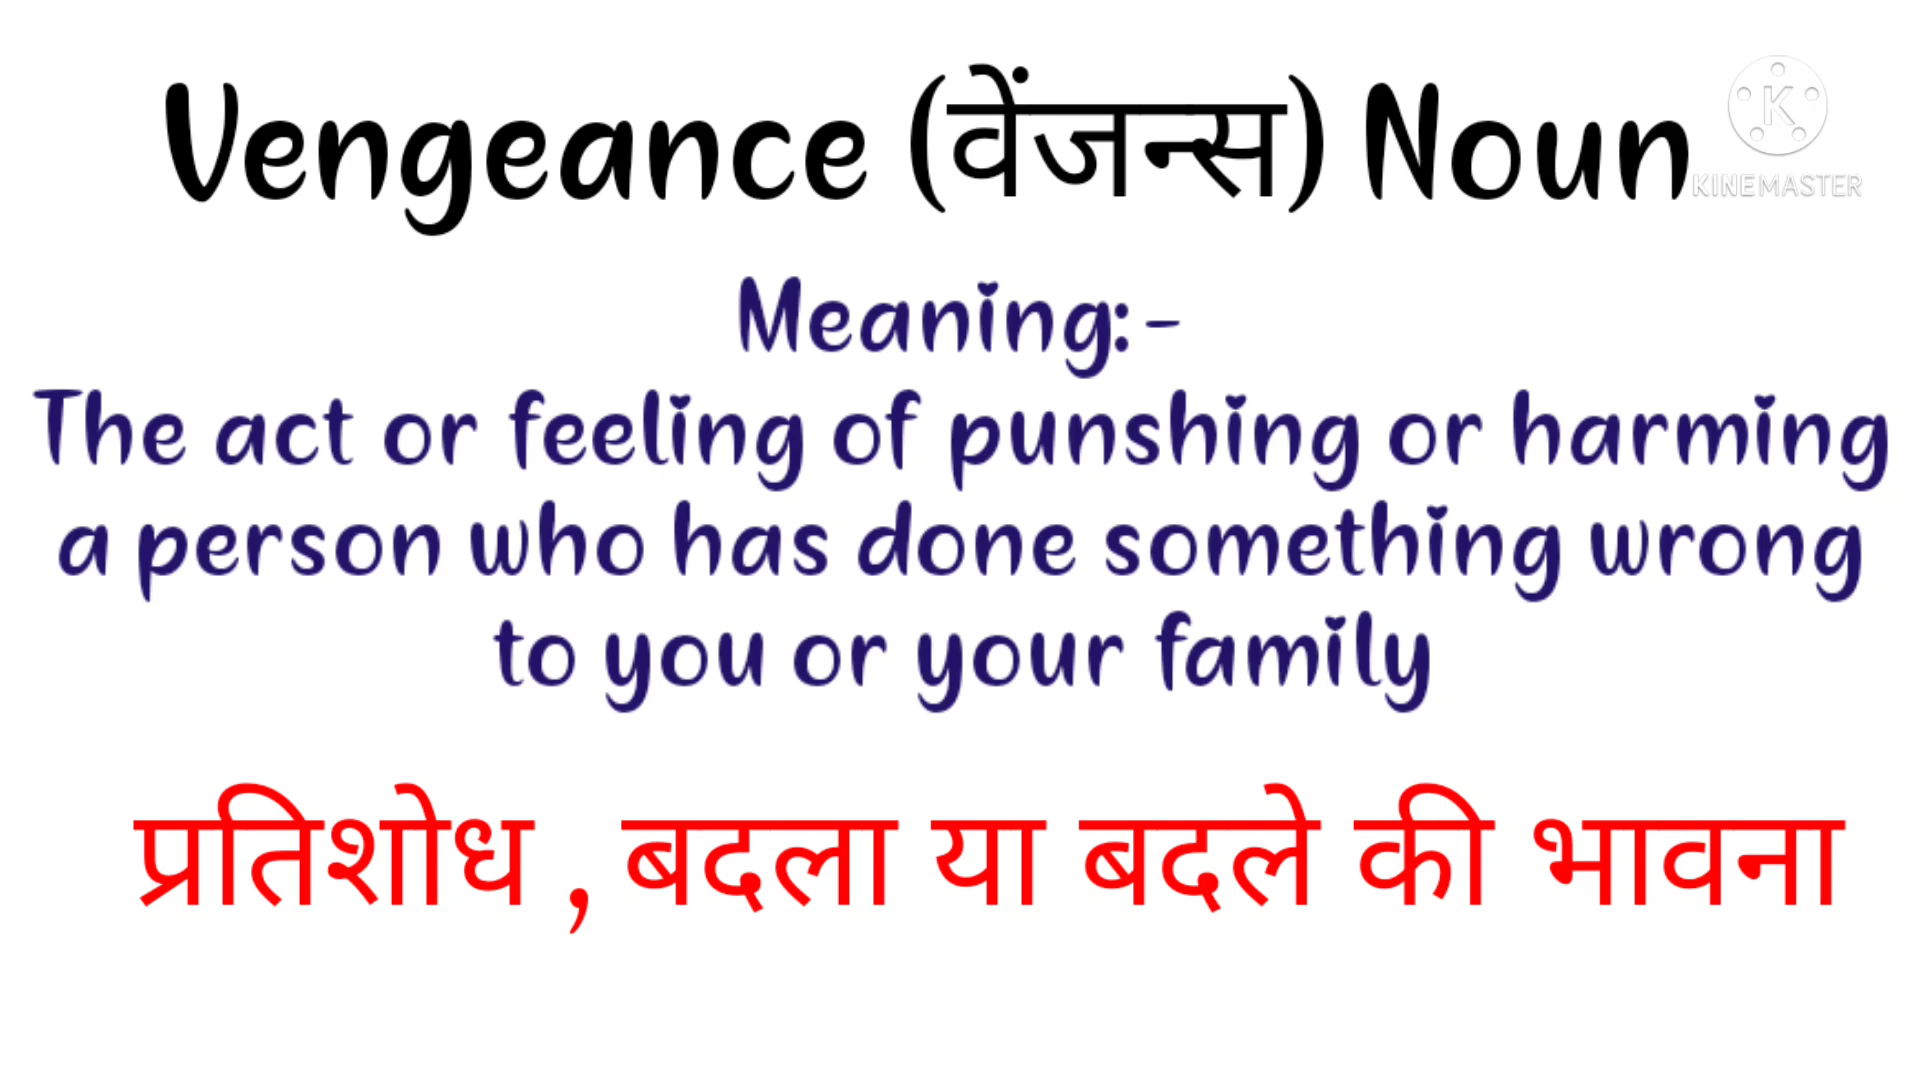 Vengeance (वेंजन्स) Noun
KINEMASTER
Meaning:-
The act or feeling of punshing or harming
a person who has done something wrong
to you or your family
प्रतिशोध , बदला या बदले की भावना